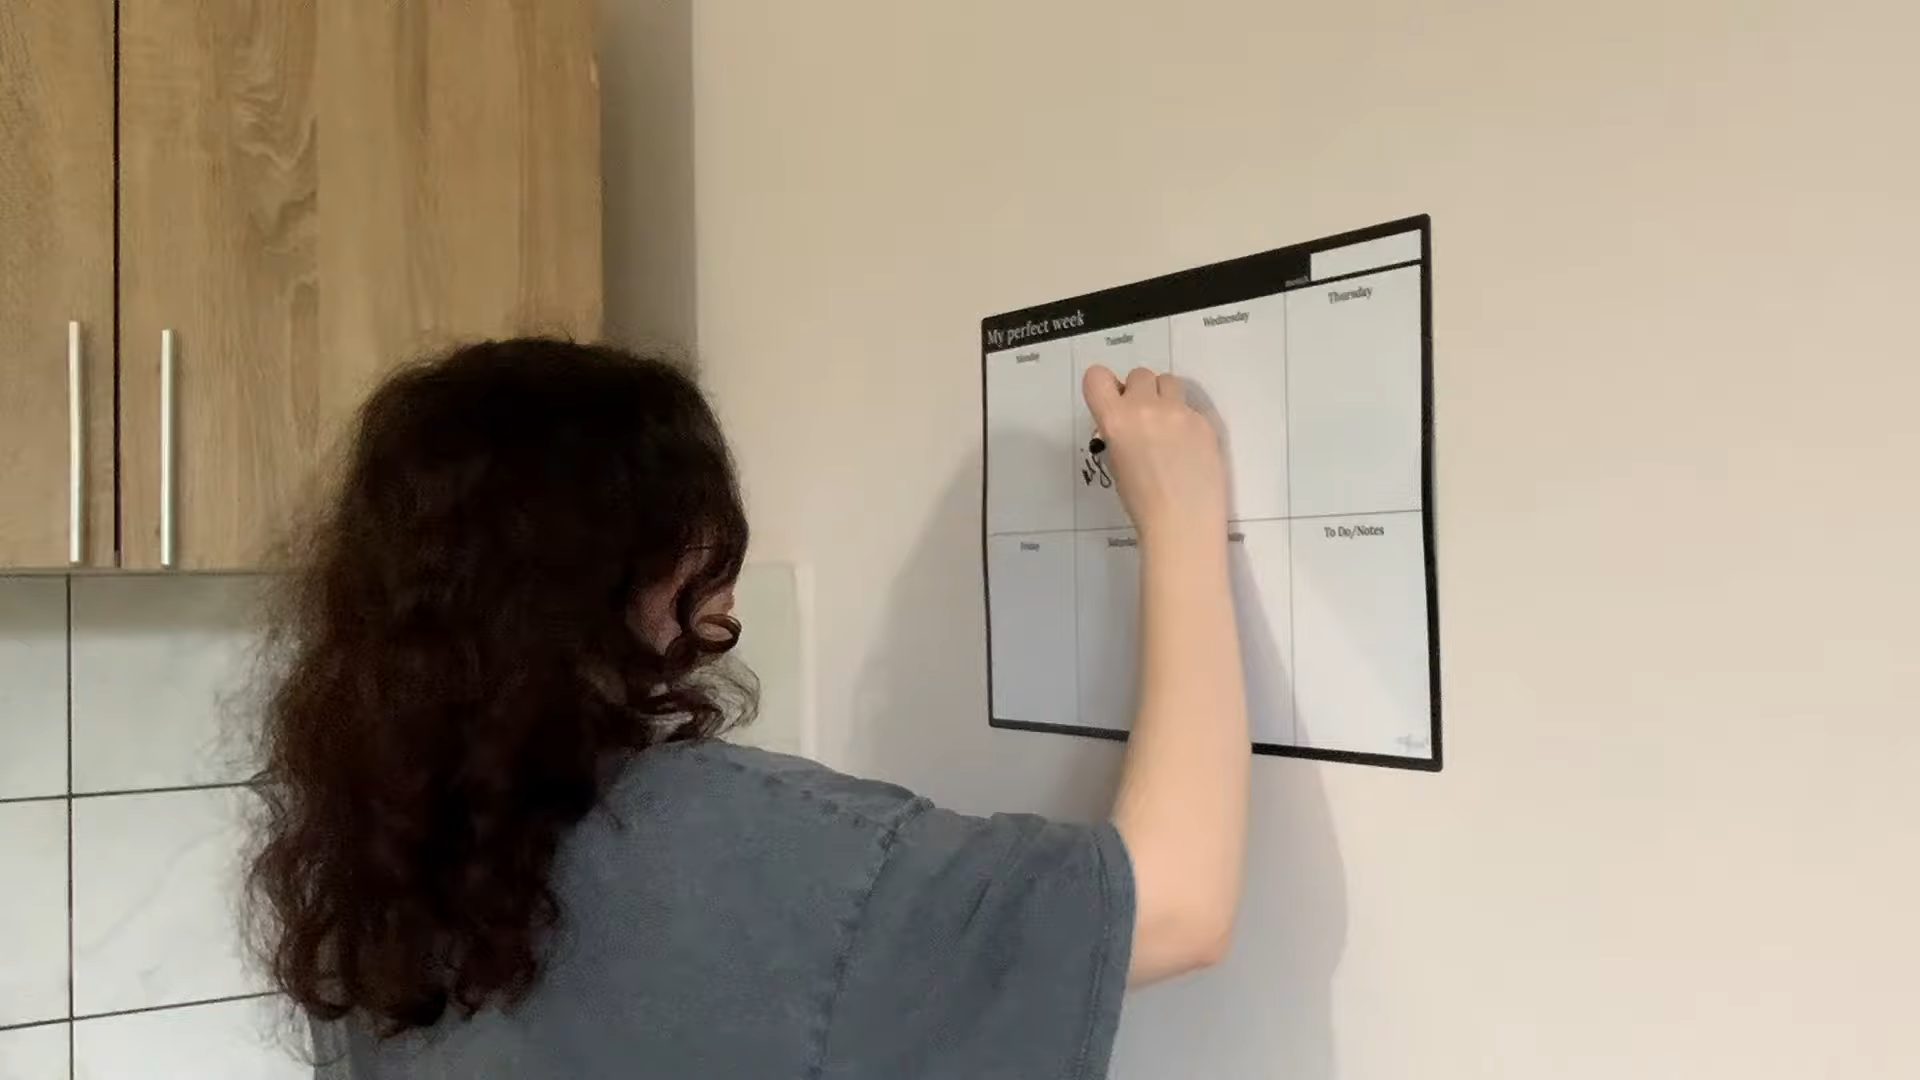 My perfect week
month
Monday
Tuesday
Wednesday
Thursday
Friday
Saturday
To Do/Notes